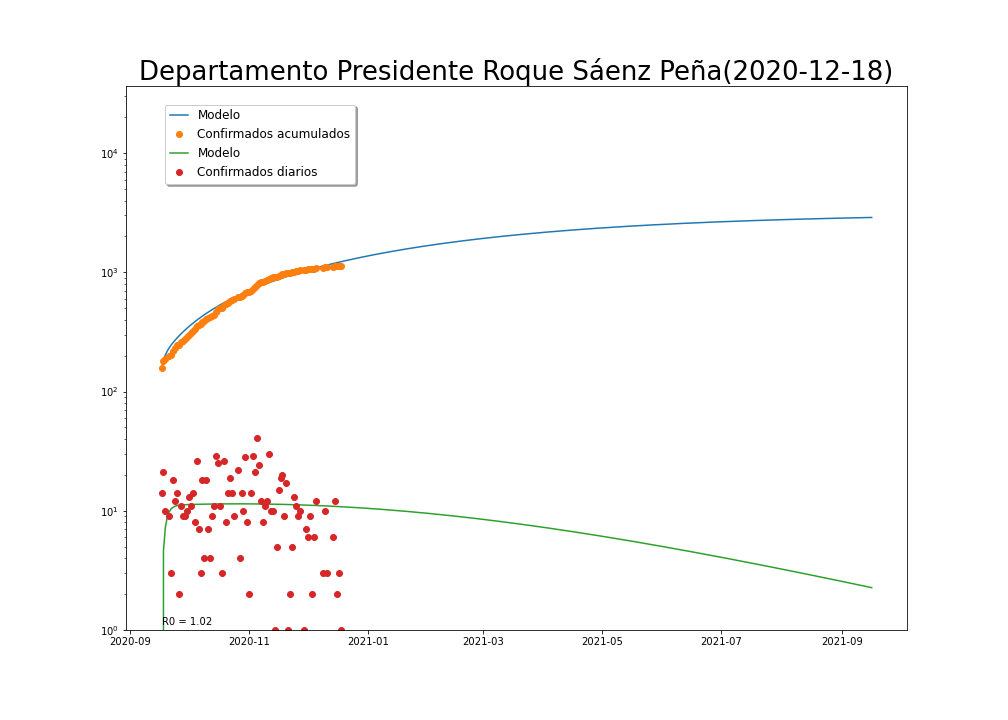 Departamento Presidente Roque Sáenz Peña(2020-12-18)
Modelo
Confirmados acumulados
Modelo
Confirmados diarios
10⁴
10³
10²
10¹
10⁰
R0 = 1.02
2020-09 2020-11 2021-01 2021-03 2021-05 2021-07 2021-09